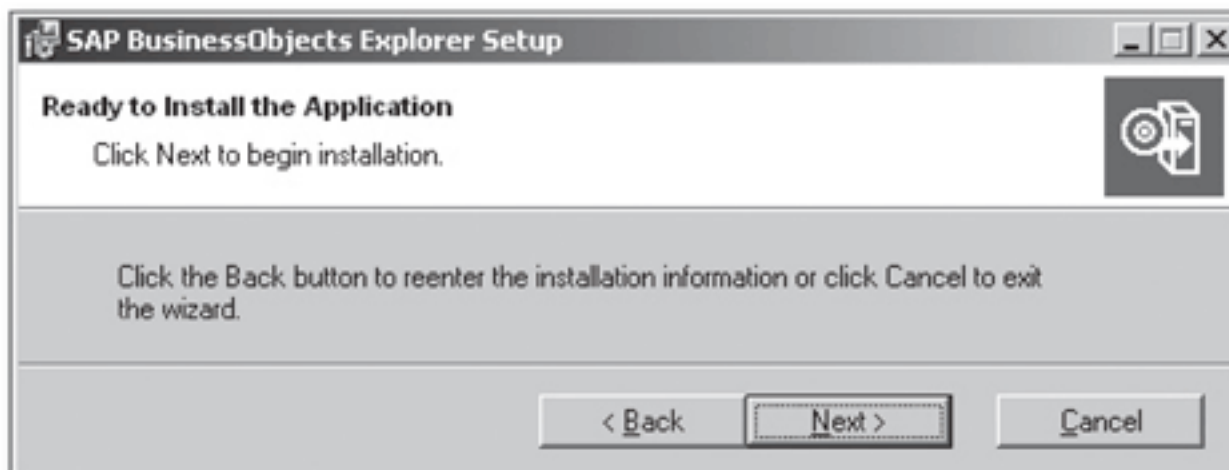 SAP BusinessObjects Explorer Setup
Ready to Install the Application
Click Next to begin installation.
Click the Back button to reenter the installation information or click Cancel to exit
the wizard.
< Back
Next >
Cancel